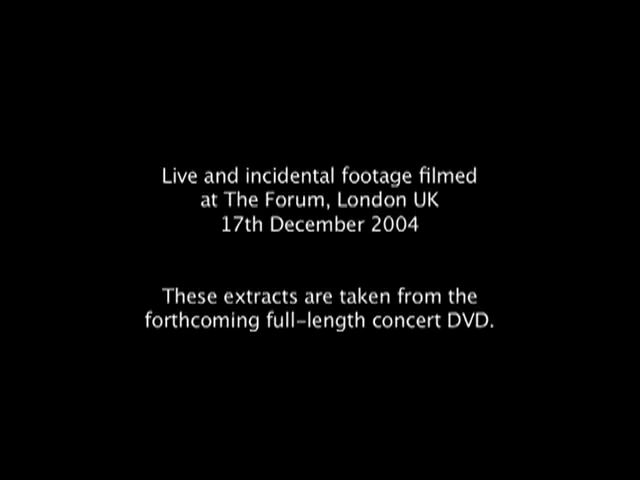 Live and incidental footage filmed
at The Forum, London UK
17th December 2004
These extracts are taken from the
forthcoming full-length concert DVD.